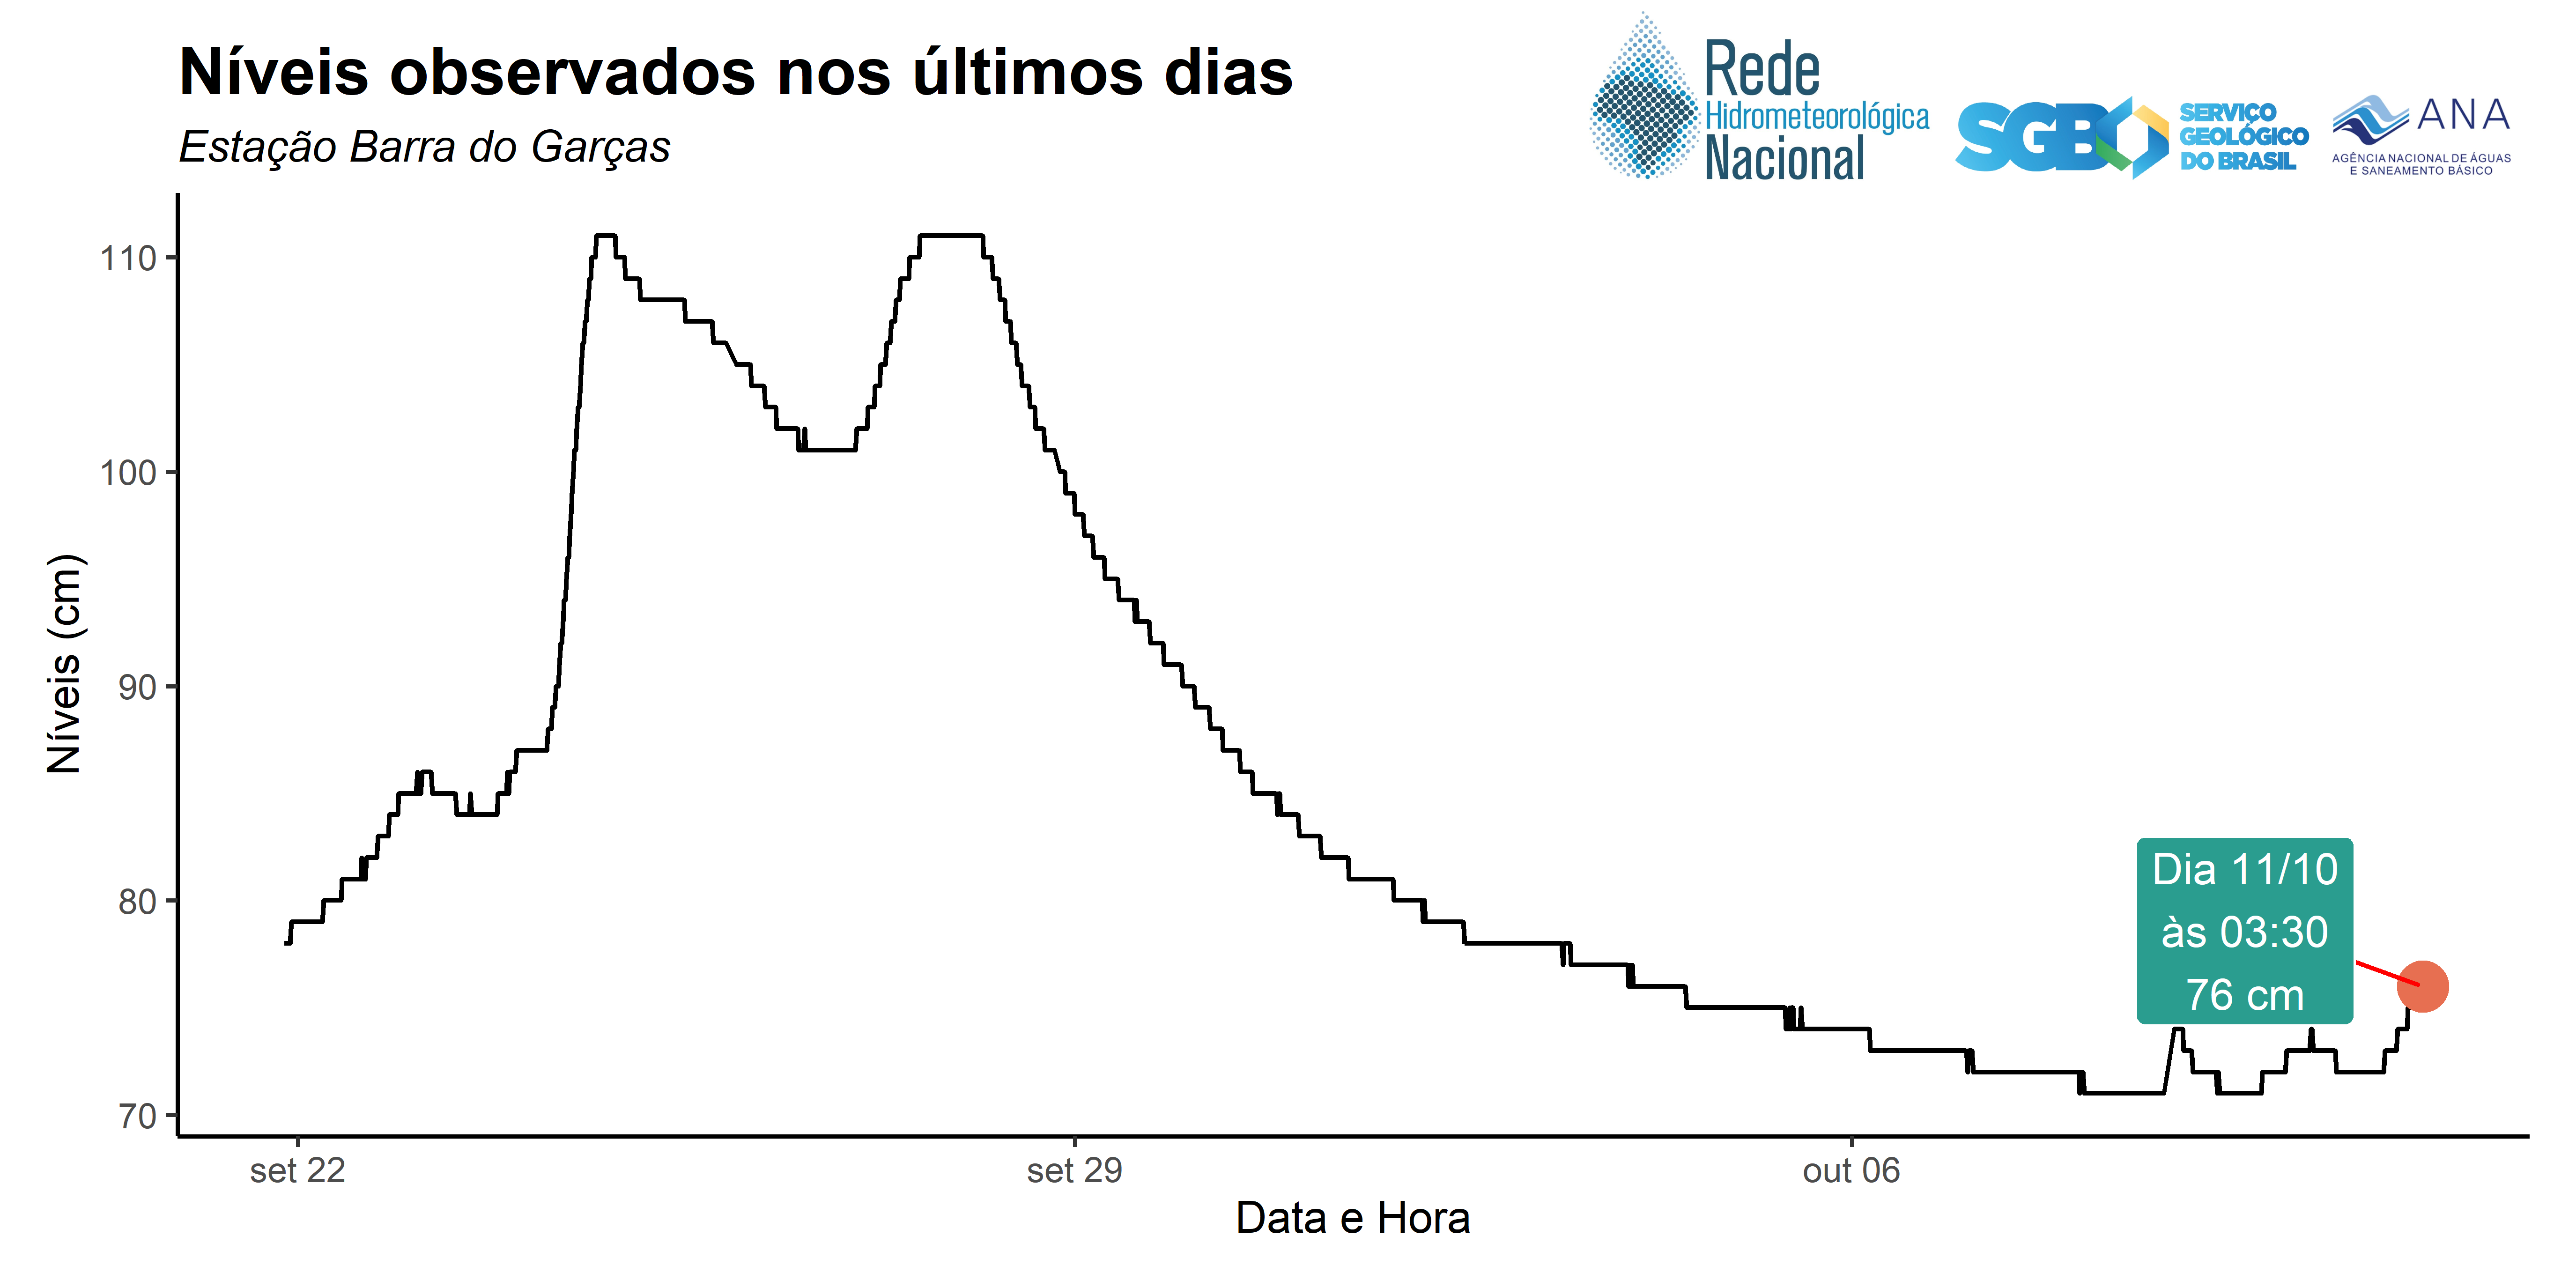 Níveis observados nos últimos dias
Estação Barra do Garças
Rede
Hidrometeorológica
Nacional
SGB
SERVIÇO
GEOLÓGICO
DO BRASIL
ANA
AGÊNCIA NACIONAL DE ÁGUAS
E SANEAMENTO BÁSICO
Níveis (cm)
110
100
90
80
70
Dia 11/10
às 03:30
76 cm
set 22
set 29
out 06
Data e Hora